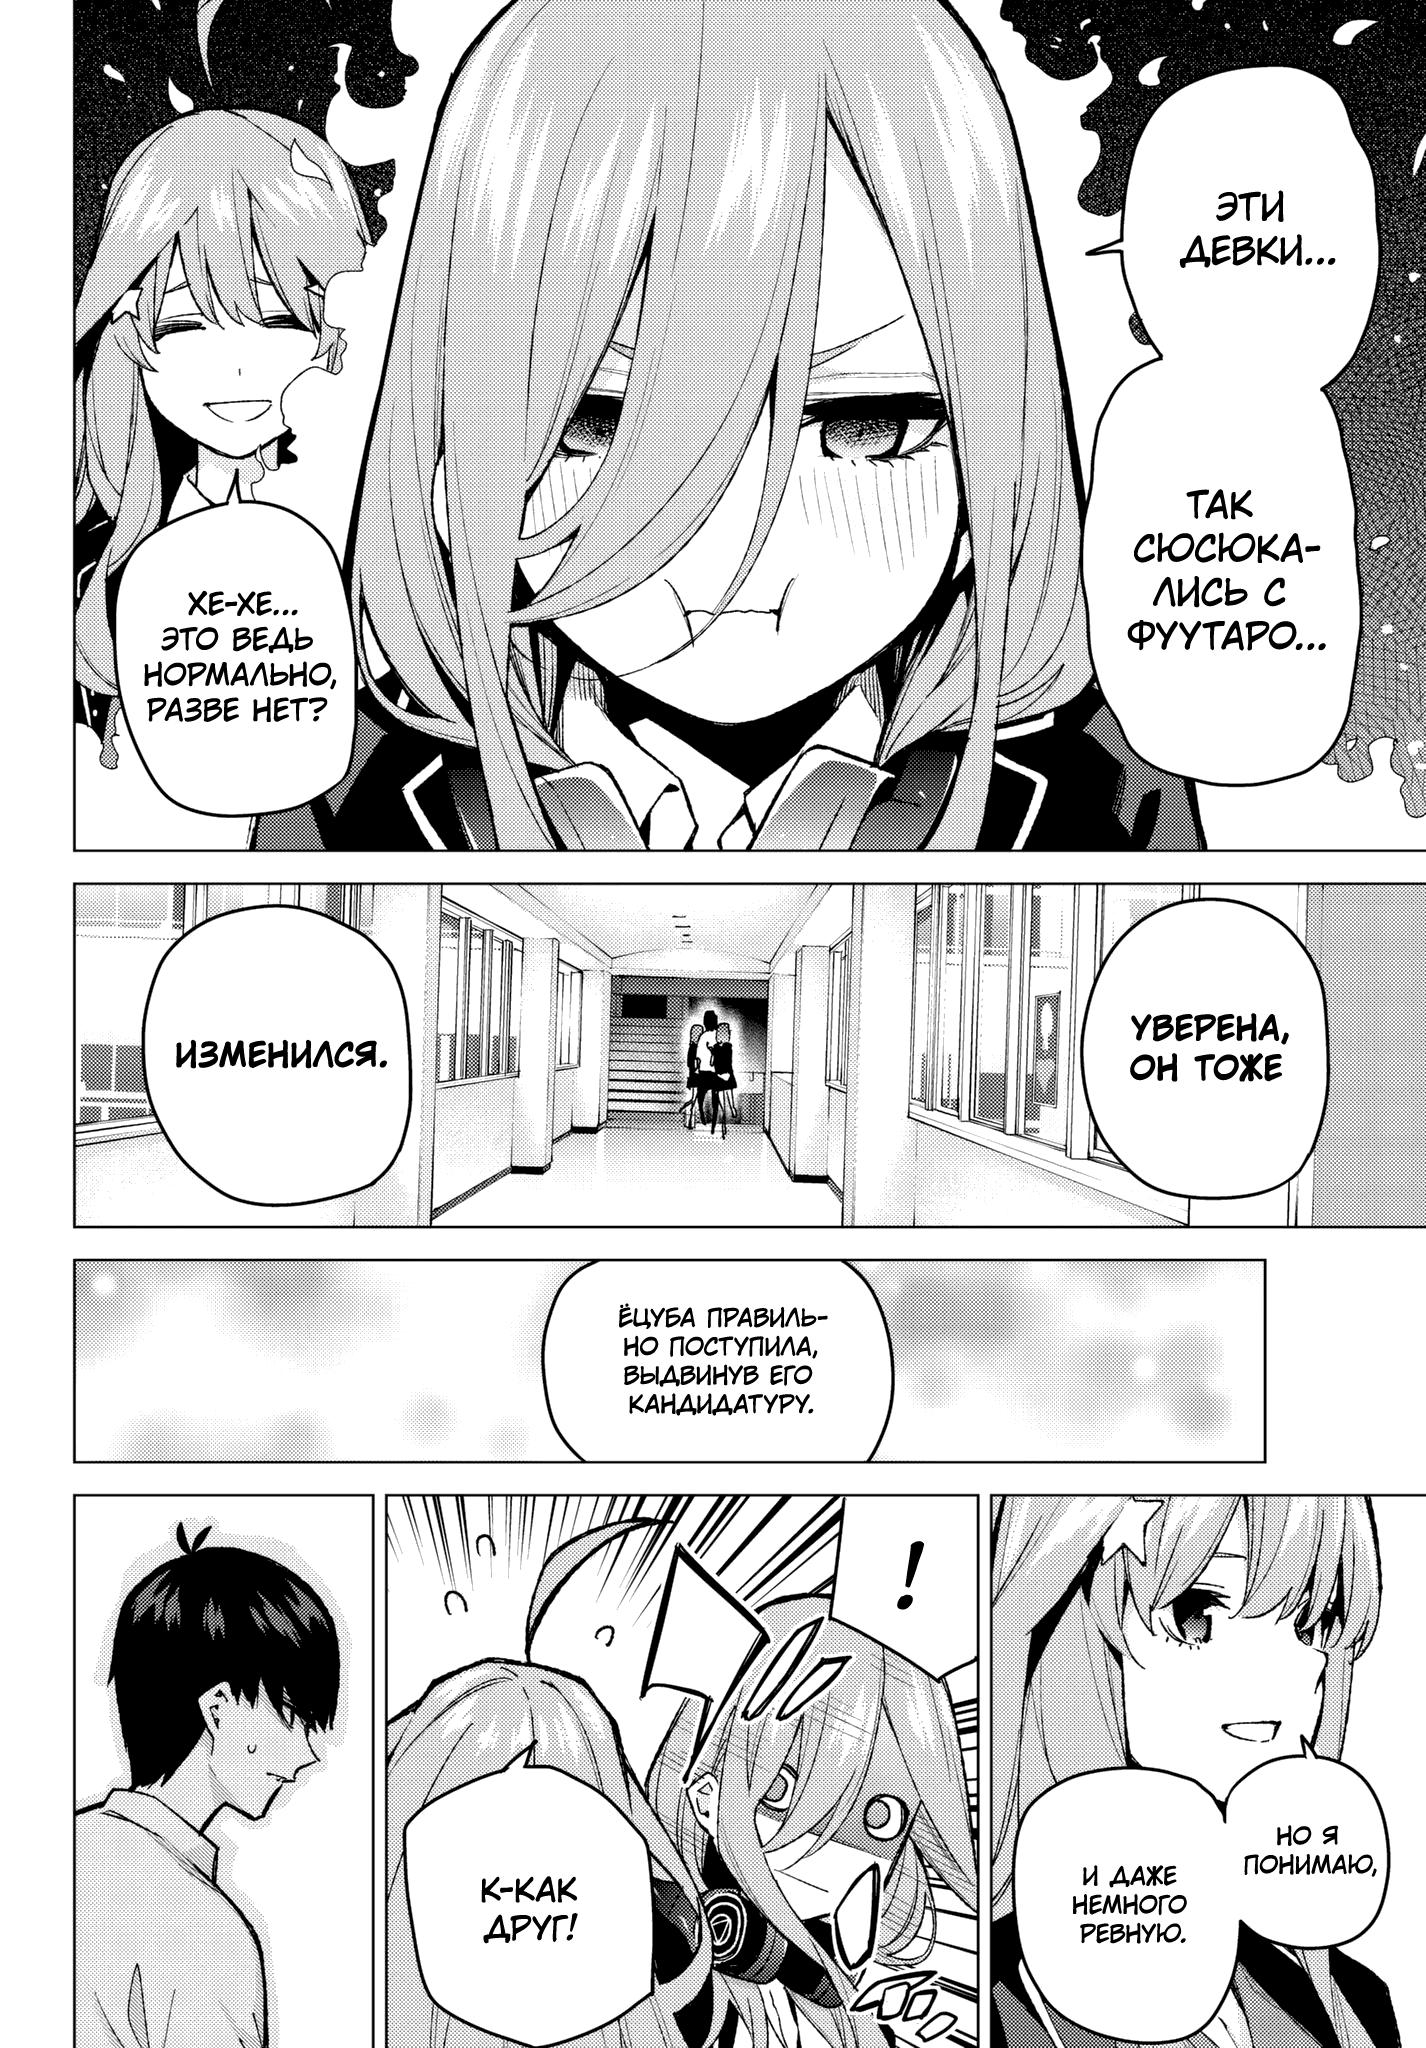 ЭТИ
ДЕВКИ...
ТАК
СЮСЮКА-
ЛИСЬ С
ФУУТАРО...
ХЕ-ХЕ...
ЭТО ВЕДЬ
НОРМАЛЬНО,
РАЗВЕ НЕТ?
УВЕРЕНА,
ОН ТОЖЕ
ИЗМЕНИЛСЯ.
ЁЦУБА ПРАВИЛЬ-
НО ПОСТУПИЛА,
ВЫДВИНУВ ЕГО
КАНДИДАТУРУ.
НО Я
ПОНИМАЮ,
И ДАЖЕ
НЕМНОГО
РЕВНУЮ.
!
К-КАК
ДРУГ!